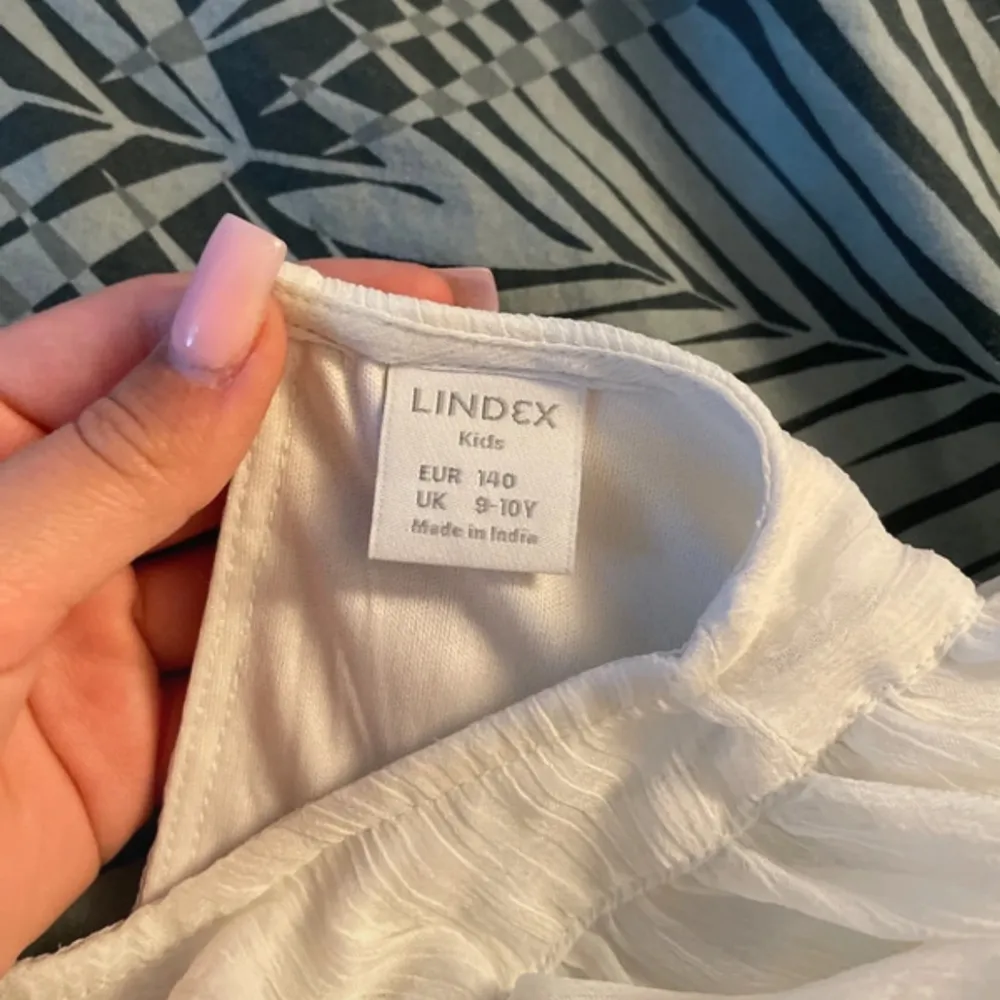 LINDEX
Kids
EUR 140
UK 9-10Y
Made in India